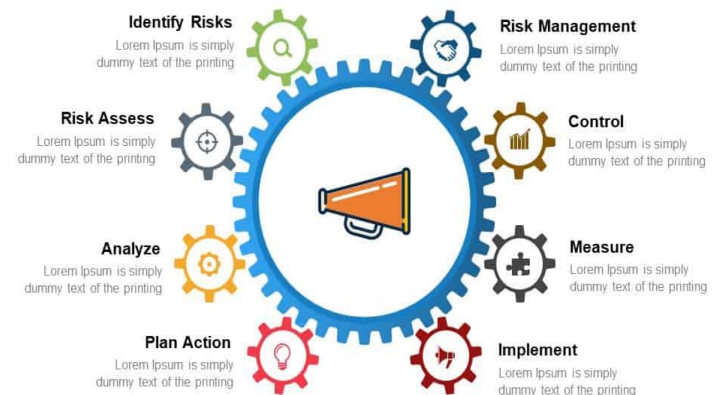 Identify Risks
Lorem Ipsum is simply
dummy text of the printing
Risk Management
Lorem Ipsum is simply
dummy text of the printing
Risk Assess
Lorem Ipsum is simply
dummy text of the printing
Control
Lorem Ipsum is simply
dummy text of the printing
Analyze
Lorem Ipsum is simply
dummy text of the printing
Measure
Lorem Ipsum is simply
dummy text of the printing
Plan Action
Lorem Ipsum is simply
dummy text of the printing
Implement
Lorem Ipsum is simply
dummy text of the printing